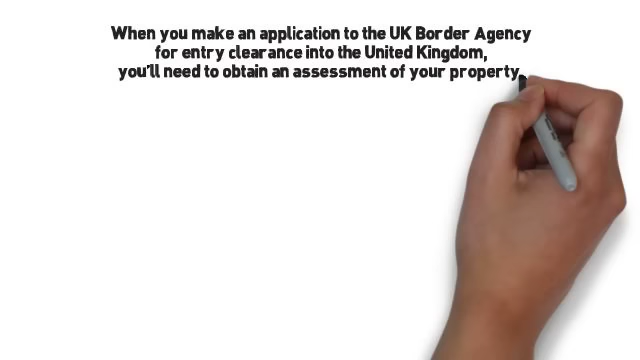 When you make an application to the UK Border Agency
for entry clearance into the United Kingdom,
you'll need to obtain an assessment of your property.